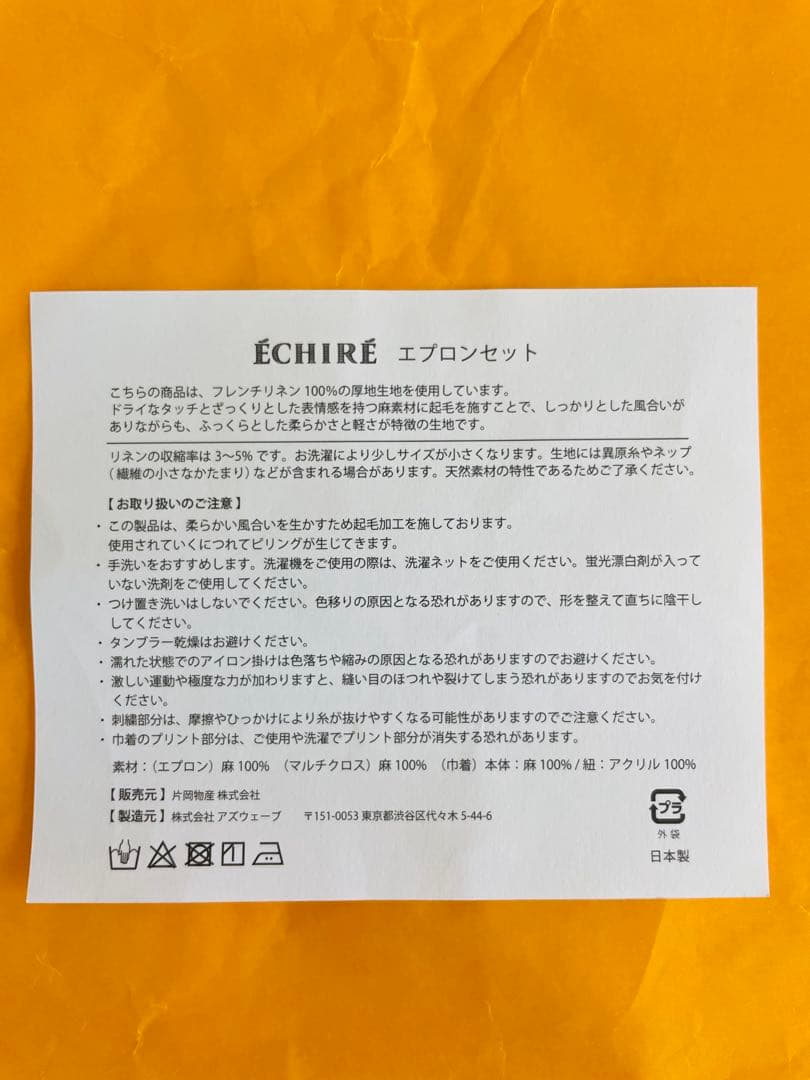 ÉCHIRÉ エプロンセット
こちらの商品は、フレンチリネン 100%の厚地生地を使用しています。
ドライなタッチとざっくりとした表情感を持つ麻素材に起毛を施すことで、しっかりとした風合いが
ありながらも、ふっくらとした柔らかさと軽さが特徴の生地です。
リネンの収縮率は 3〜5% です。お洗濯により少しサイズが小さくなります。生地には異原糸やネップ
（繊維の小さなかたまり）などが含まれる場合があります。天然素材の特性であるためご了承ください。
【お取り扱いのご注意】
・この製品は、柔らかい風合いを生かすため起毛加工を施しております。
使用されていくにつれてピリングが生じてきます。
・手洗いをおすすめします。洗濯機をご使用の際は、洗濯ネットをご使用ください。蛍光漂白剤が入って
いない洗剤をご使用してください。
・つけ置き洗いはしないでください。色移りの原因となる恐れがありますので、形を整えて直ちに陰干し
してください。
・タンブラー乾燥はお避けください。
・濡れた状態でのアイロン掛けは色落ちや縮みの原因となる恐れがありますのでお避けください。
・激しい運動や極度な力が加わりますと、縫い目のほつれや裂けてしまう恐れがありますのでお気を付け
ください。
・刺繍部分は、摩擦やひっかけにより糸が抜けやすくなる可能性がありますのでご注意ください。
・巾着のプリント部分は、ご使用や洗濯でプリント部分が消失する恐れがあります。
素材：（エプロン）麻 100% （マルチクロス）麻 100% （巾着）本体：麻 100% / 紐：アクリル 100%
【販売元】片岡物産 株式会社
【製造元】株式会社 アズウェーブ 〒151-0053 東京都渋谷区代々木 5-44-6
プラ
外袋
日本製